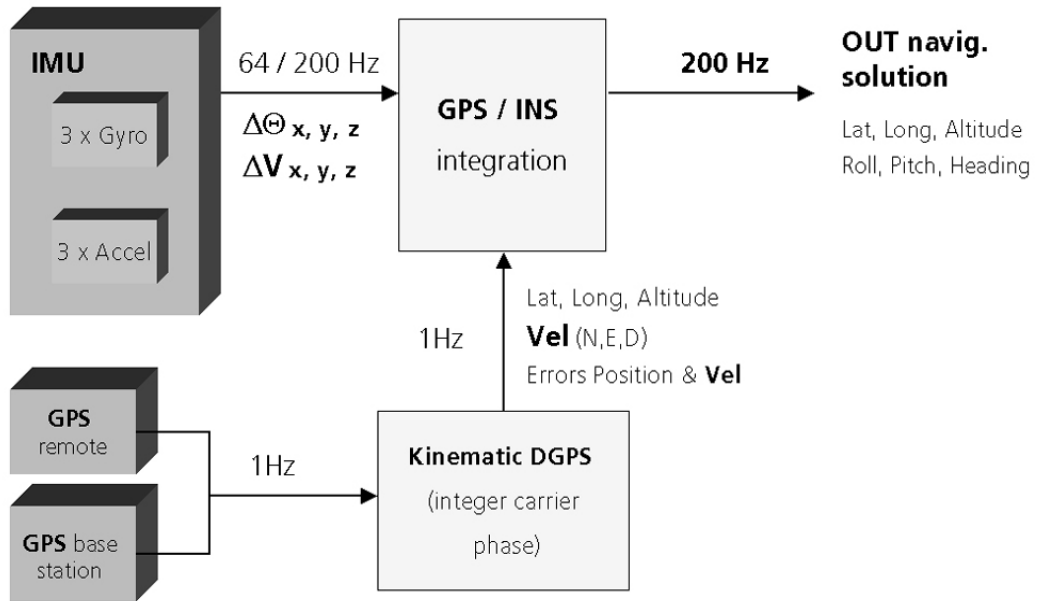 IMU
3 x Gyro
3 x Accel
64 / 200 Hz
ΔΘ x, y, z
ΔV x, y, z
GPS / INS
integration
200 Hz
OUT navig.
solution
Lat, Long, Altitude
Roll, Pitch, Heading
1Hz
Lat, Long, Altitude
Vel (N,E,D)
Errors Position & Vel
GPS
remote
GPS base
station
1Hz
Kinematic DGPS
(integer carrier
phase)